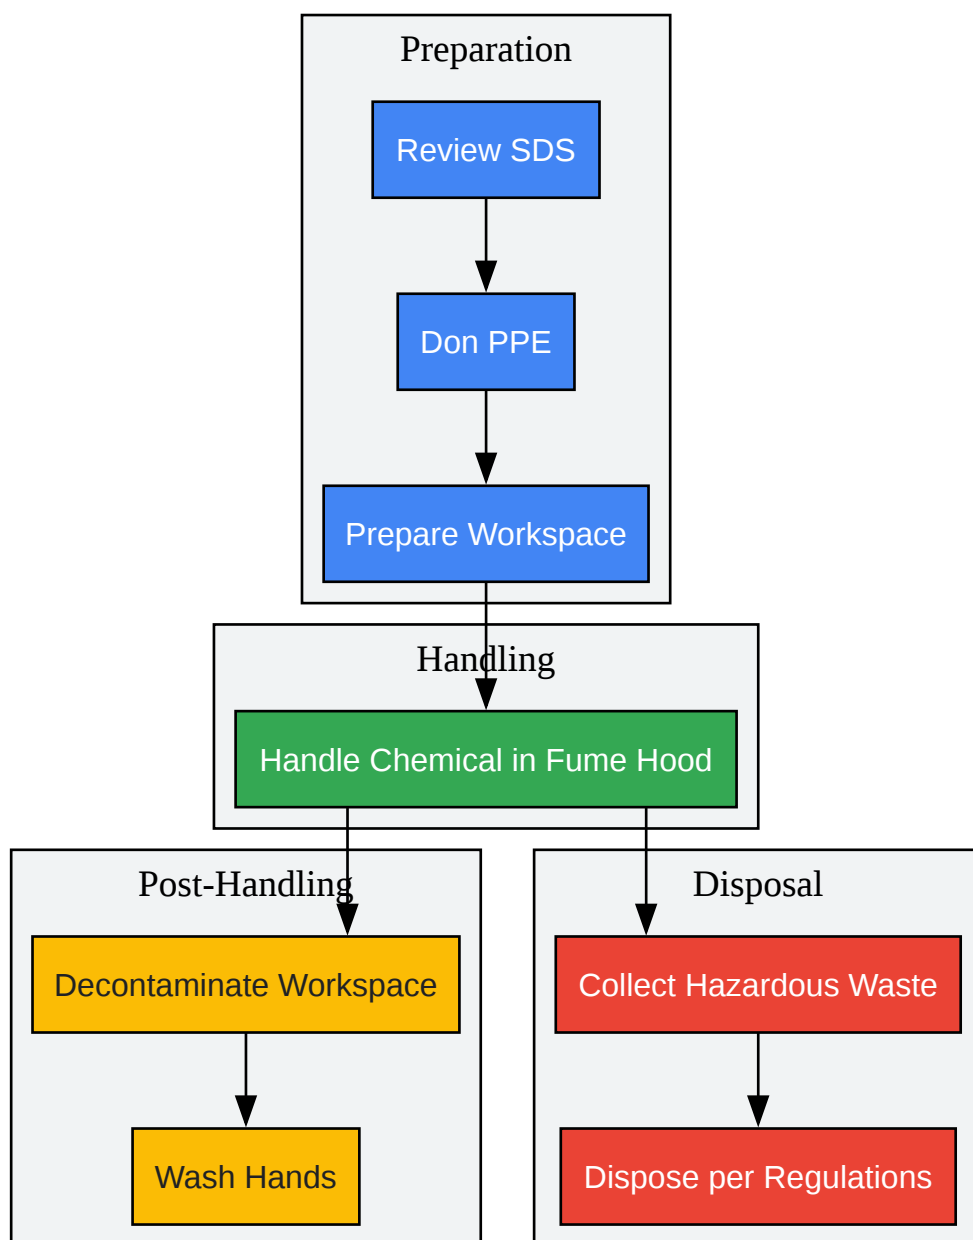 Preparation
Review SDS
Don PPE
Prepare Workspace
Handling
Handle Chemical in Fume Hood
Post-Handling
Decontaminate Workspace
Wash Hands
Disposal
Collect Hazardous Waste
Dispose per Regulations